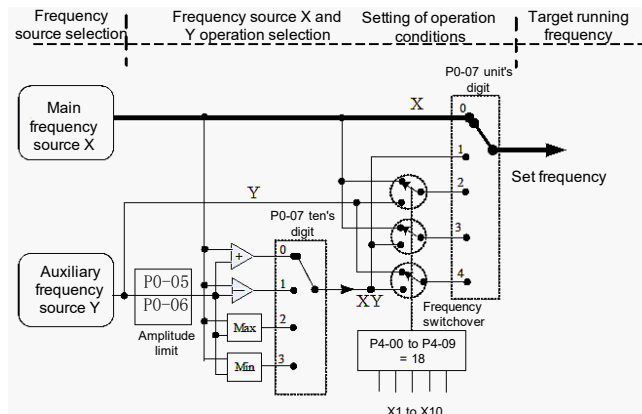 Frequency
source selection
Frequency source X and
Y operation selection
Setting of operation
conditions
Target running
frequency
P0-07 unit's
digit
Main
frequency
source X
X
0
1
2
3
4
Set frequency
Y
P0-07 ten's
digit
0
1
2
3
+
−
Max
Min
Auxiliary
frequency
source Y
P0-05
P0-06
Amplitude
limit
XY
Frequency
switchover
P4-00 to P4-09
= 18
X1 to X10